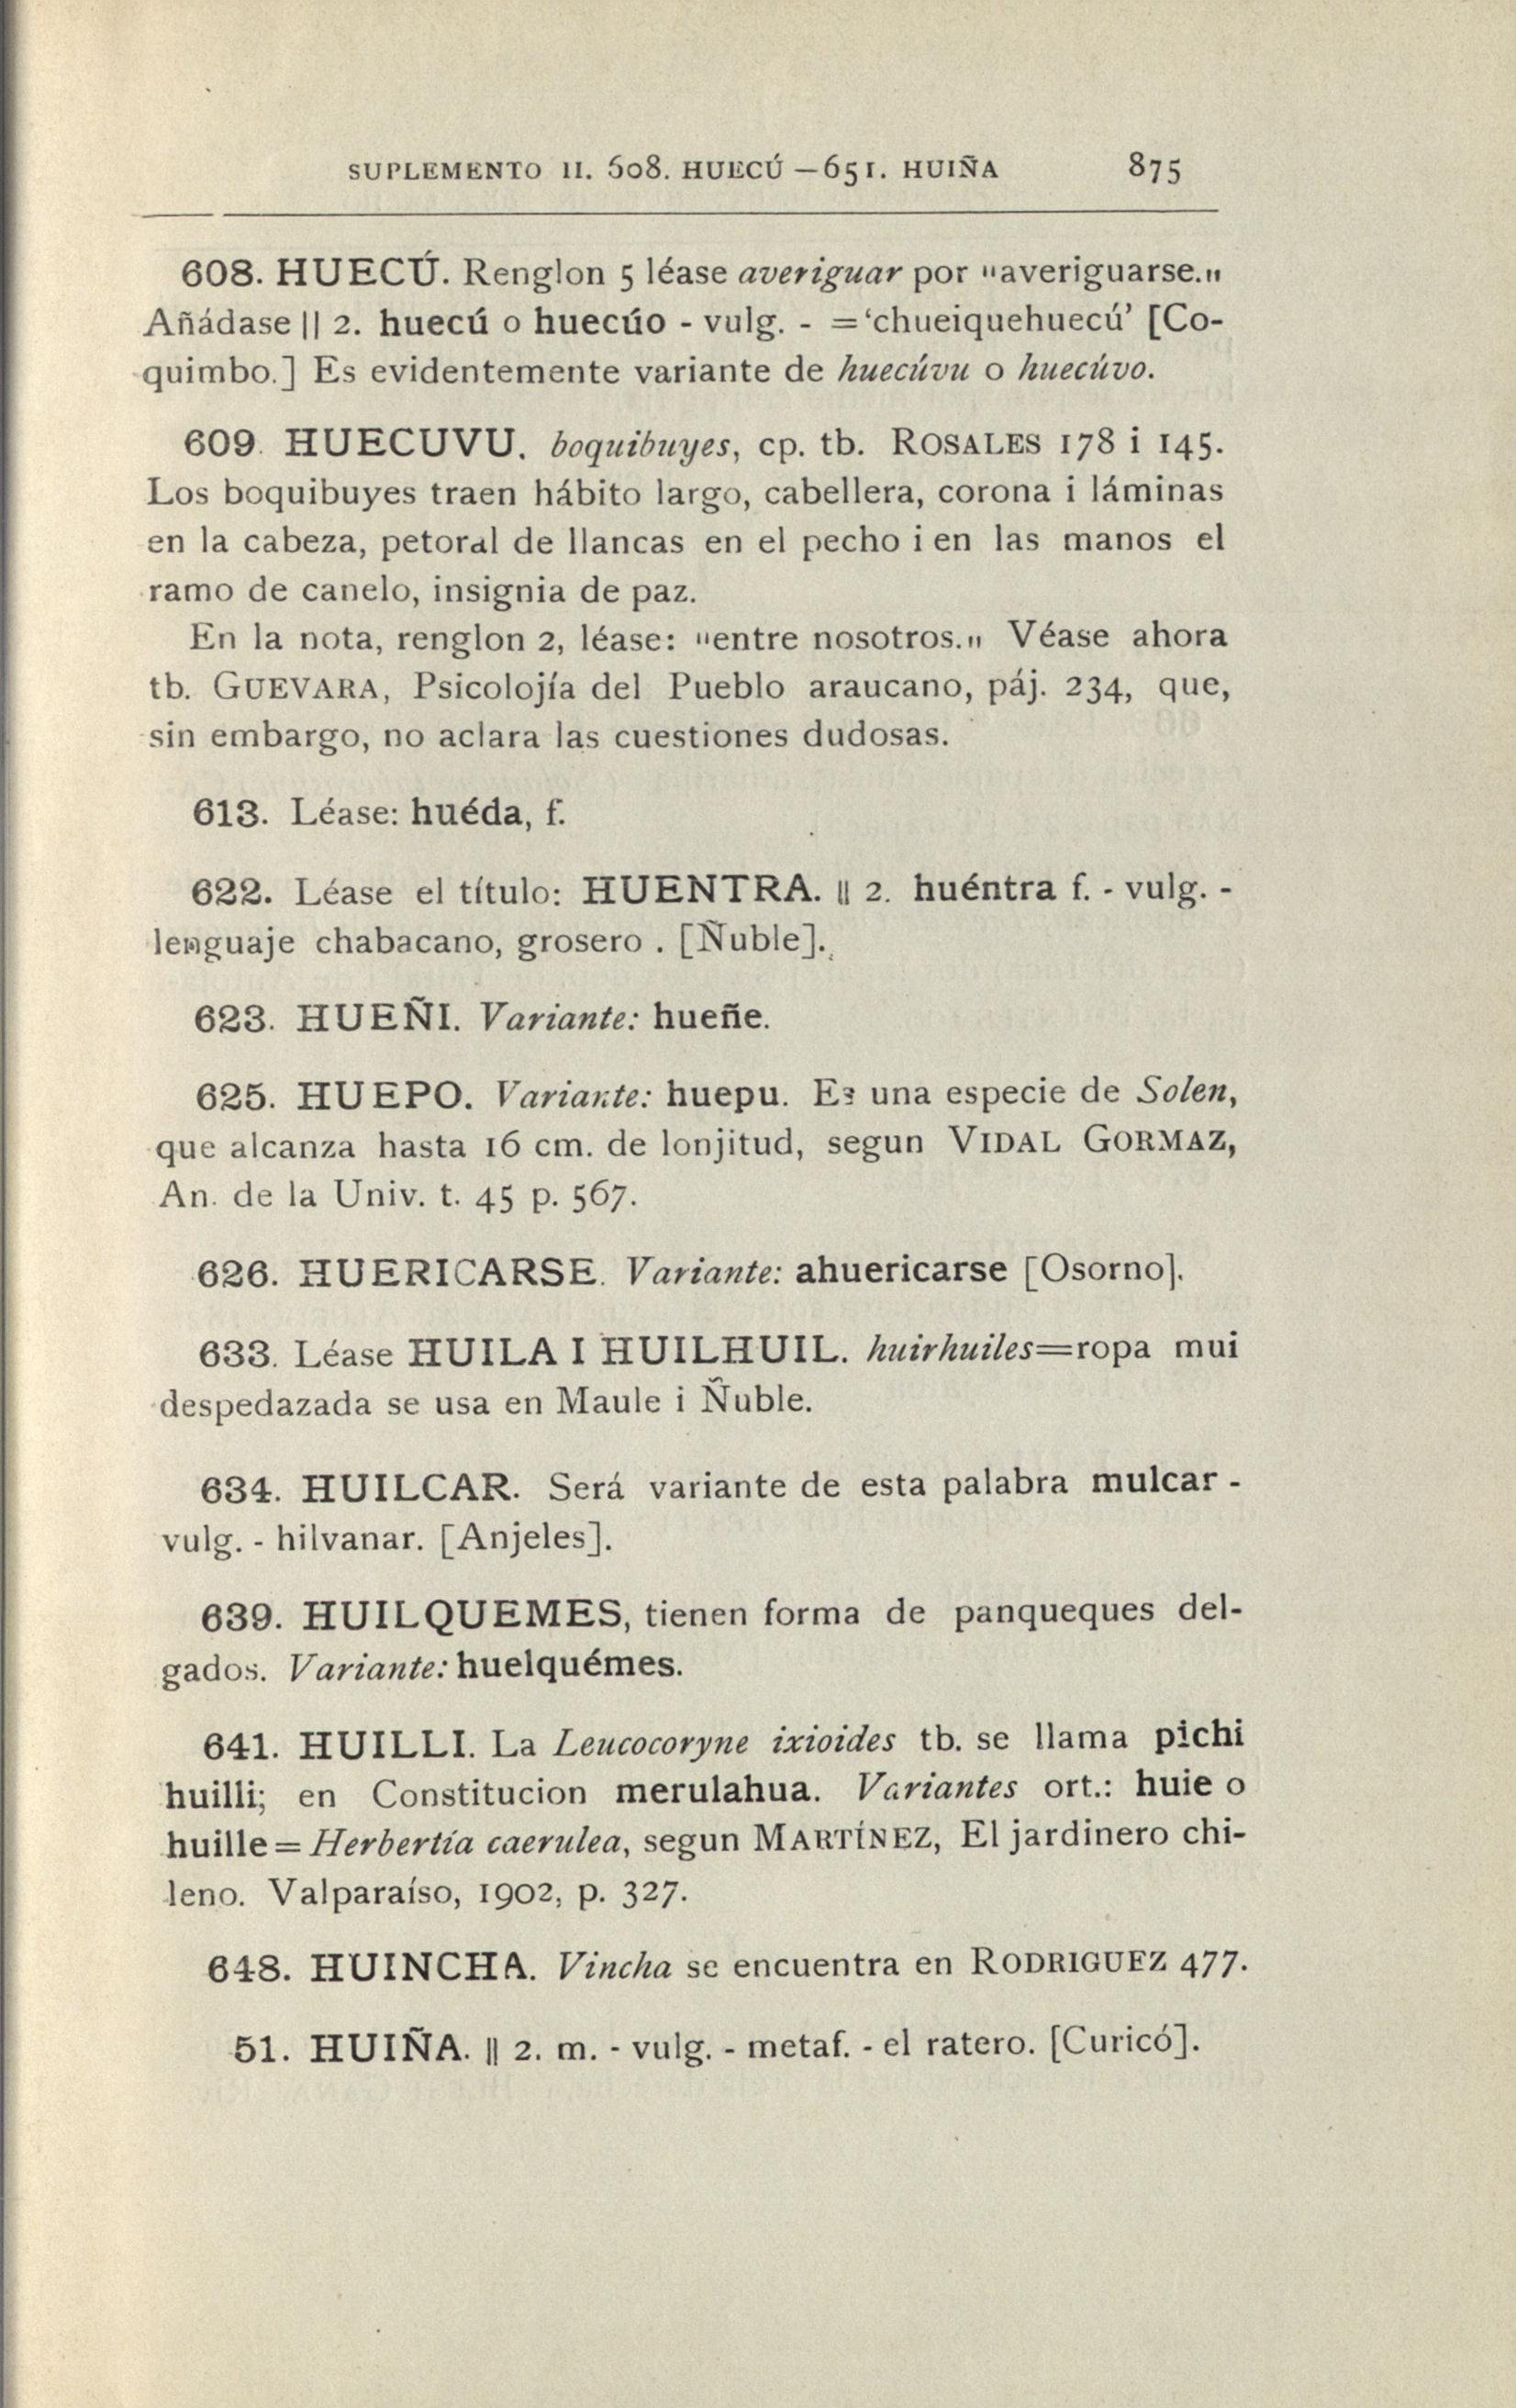 SUPLEMENTO II. 608. HUECÚ —651. HUIÑA 875
608. HUECÚ. Renglon 5 léase averiguar por "averiguarse."
Añádase || 2. huecú o huecúo - vulg. - ='chueiquehuecú' [Co-
quimbo.] Es evidentemente variante de huecúvu o huecúvo.
609. HUECUVU. boquibuyes, cp. tb. ROSALES 178 i 145.
Los boquibuyes traen hábito largo, cabellera, corona i láminas
en la cabeza, petoral de llancas en el pecho i en las manos el
ramo de canelo, insignia de paz.
En la nota, renglon 2, léase: "entre nosotros." Véase ahora
tb. GUEVARA, Psicolojía del Pueblo araucano, páj. 234, que,
sin embargo, no aclara las cuestiones dudosas.
613. Léase: huéda, f.
622. Léase el título: HUENTRA. || 2. huéntra f. - vulg. -
lenguaje chabacano, grosero . [Ñuble].
623. HUEÑI. Variante: hueñe.
625. HUEPO. Variante: huepu. Es una especie de Solen,
que alcanza hasta 16 cm. de lonjitud, segun VIDAL GORMAZ,
An. de la Univ. t. 45 p. 567.
626. HUERICARSE. Variante: ahuericarse [Osorno].
633. Léase HUILA I HUILHUIL. huirhuiles=ropa mui
despedazada se usa en Maule i Ñuble.
634. HUILCAR. Será variante de esta palabra mulcar -
vulg. - hilvanar. [Anjeles].
639. HUILQUEMES, tienen forma de panqueques del-
gados. Variante: huelquémes.
641. HUILLI. La Leucocoryne ixioides tb. se llama pichi
huilli; en Constitucion merulahua. Variantes ort.: huie o
huille = Herbertia caerulea, segun MARTÍNEZ, El jardinero chi-
leno. Valparaíso, 1902, p. 327.
648. HUINCHA. Vincha se encuentra en RODRIGUEZ 477.
51. HUIÑA. || 2. m. - vulg. - metaf. - el ratero. [Curicó].